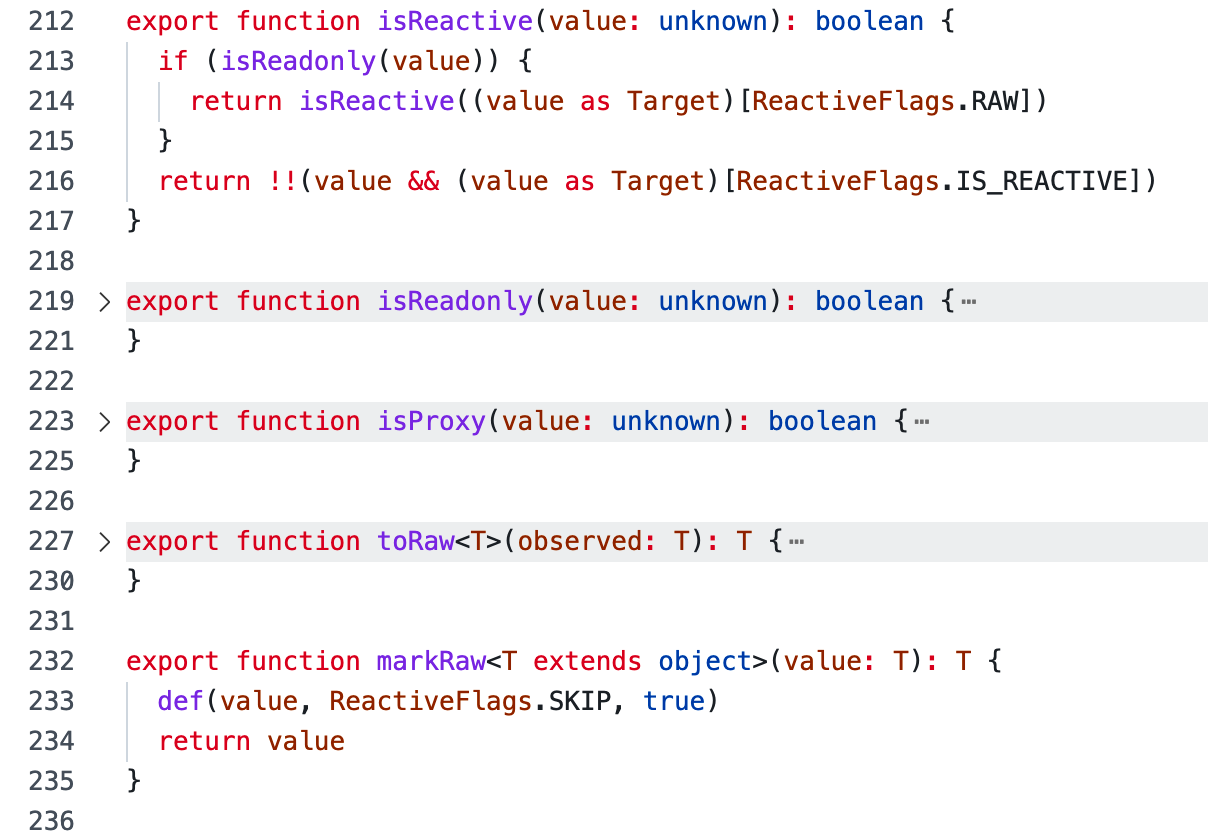 212 export function isReactive(value: unknown): boolean {
213   if (isReadonly(value)) {
214     return isReactive((value as Target)[ReactiveFlags.RAW])
215   }
216   return !!(value && (value as Target)[ReactiveFlags.IS_REACTIVE])
217 }
218
219 > export function isReadonly(value: unknown): boolean {⋯
221 }
222
223 > export function isProxy(value: unknown): boolean {⋯
225 }
226
227 > export function toRaw<T>(observed: T): T {⋯
230 }
231
232 export function markRaw<T extends object>(value: T): T {
233   def(value, ReactiveFlags.SKIP, true)
234   return value
235 }
236